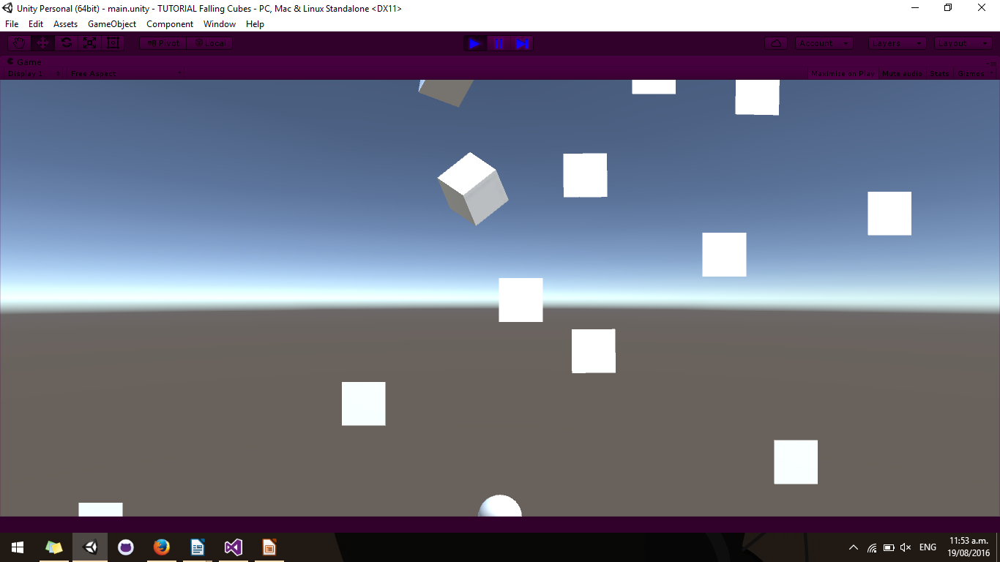 Unity Personal (64bit) - main.unity - TUTORIAL Falling Cubes - PC, Mac & Linux Standalone <DX11>
File Edit Assets GameObject Component Window Help
Pivot Local Account Layers Layout
Game
Display 1 Free Aspect Maximize on Play Mute audio Stats Gizmos
ENG 11:53 a.m.
19/08/2016